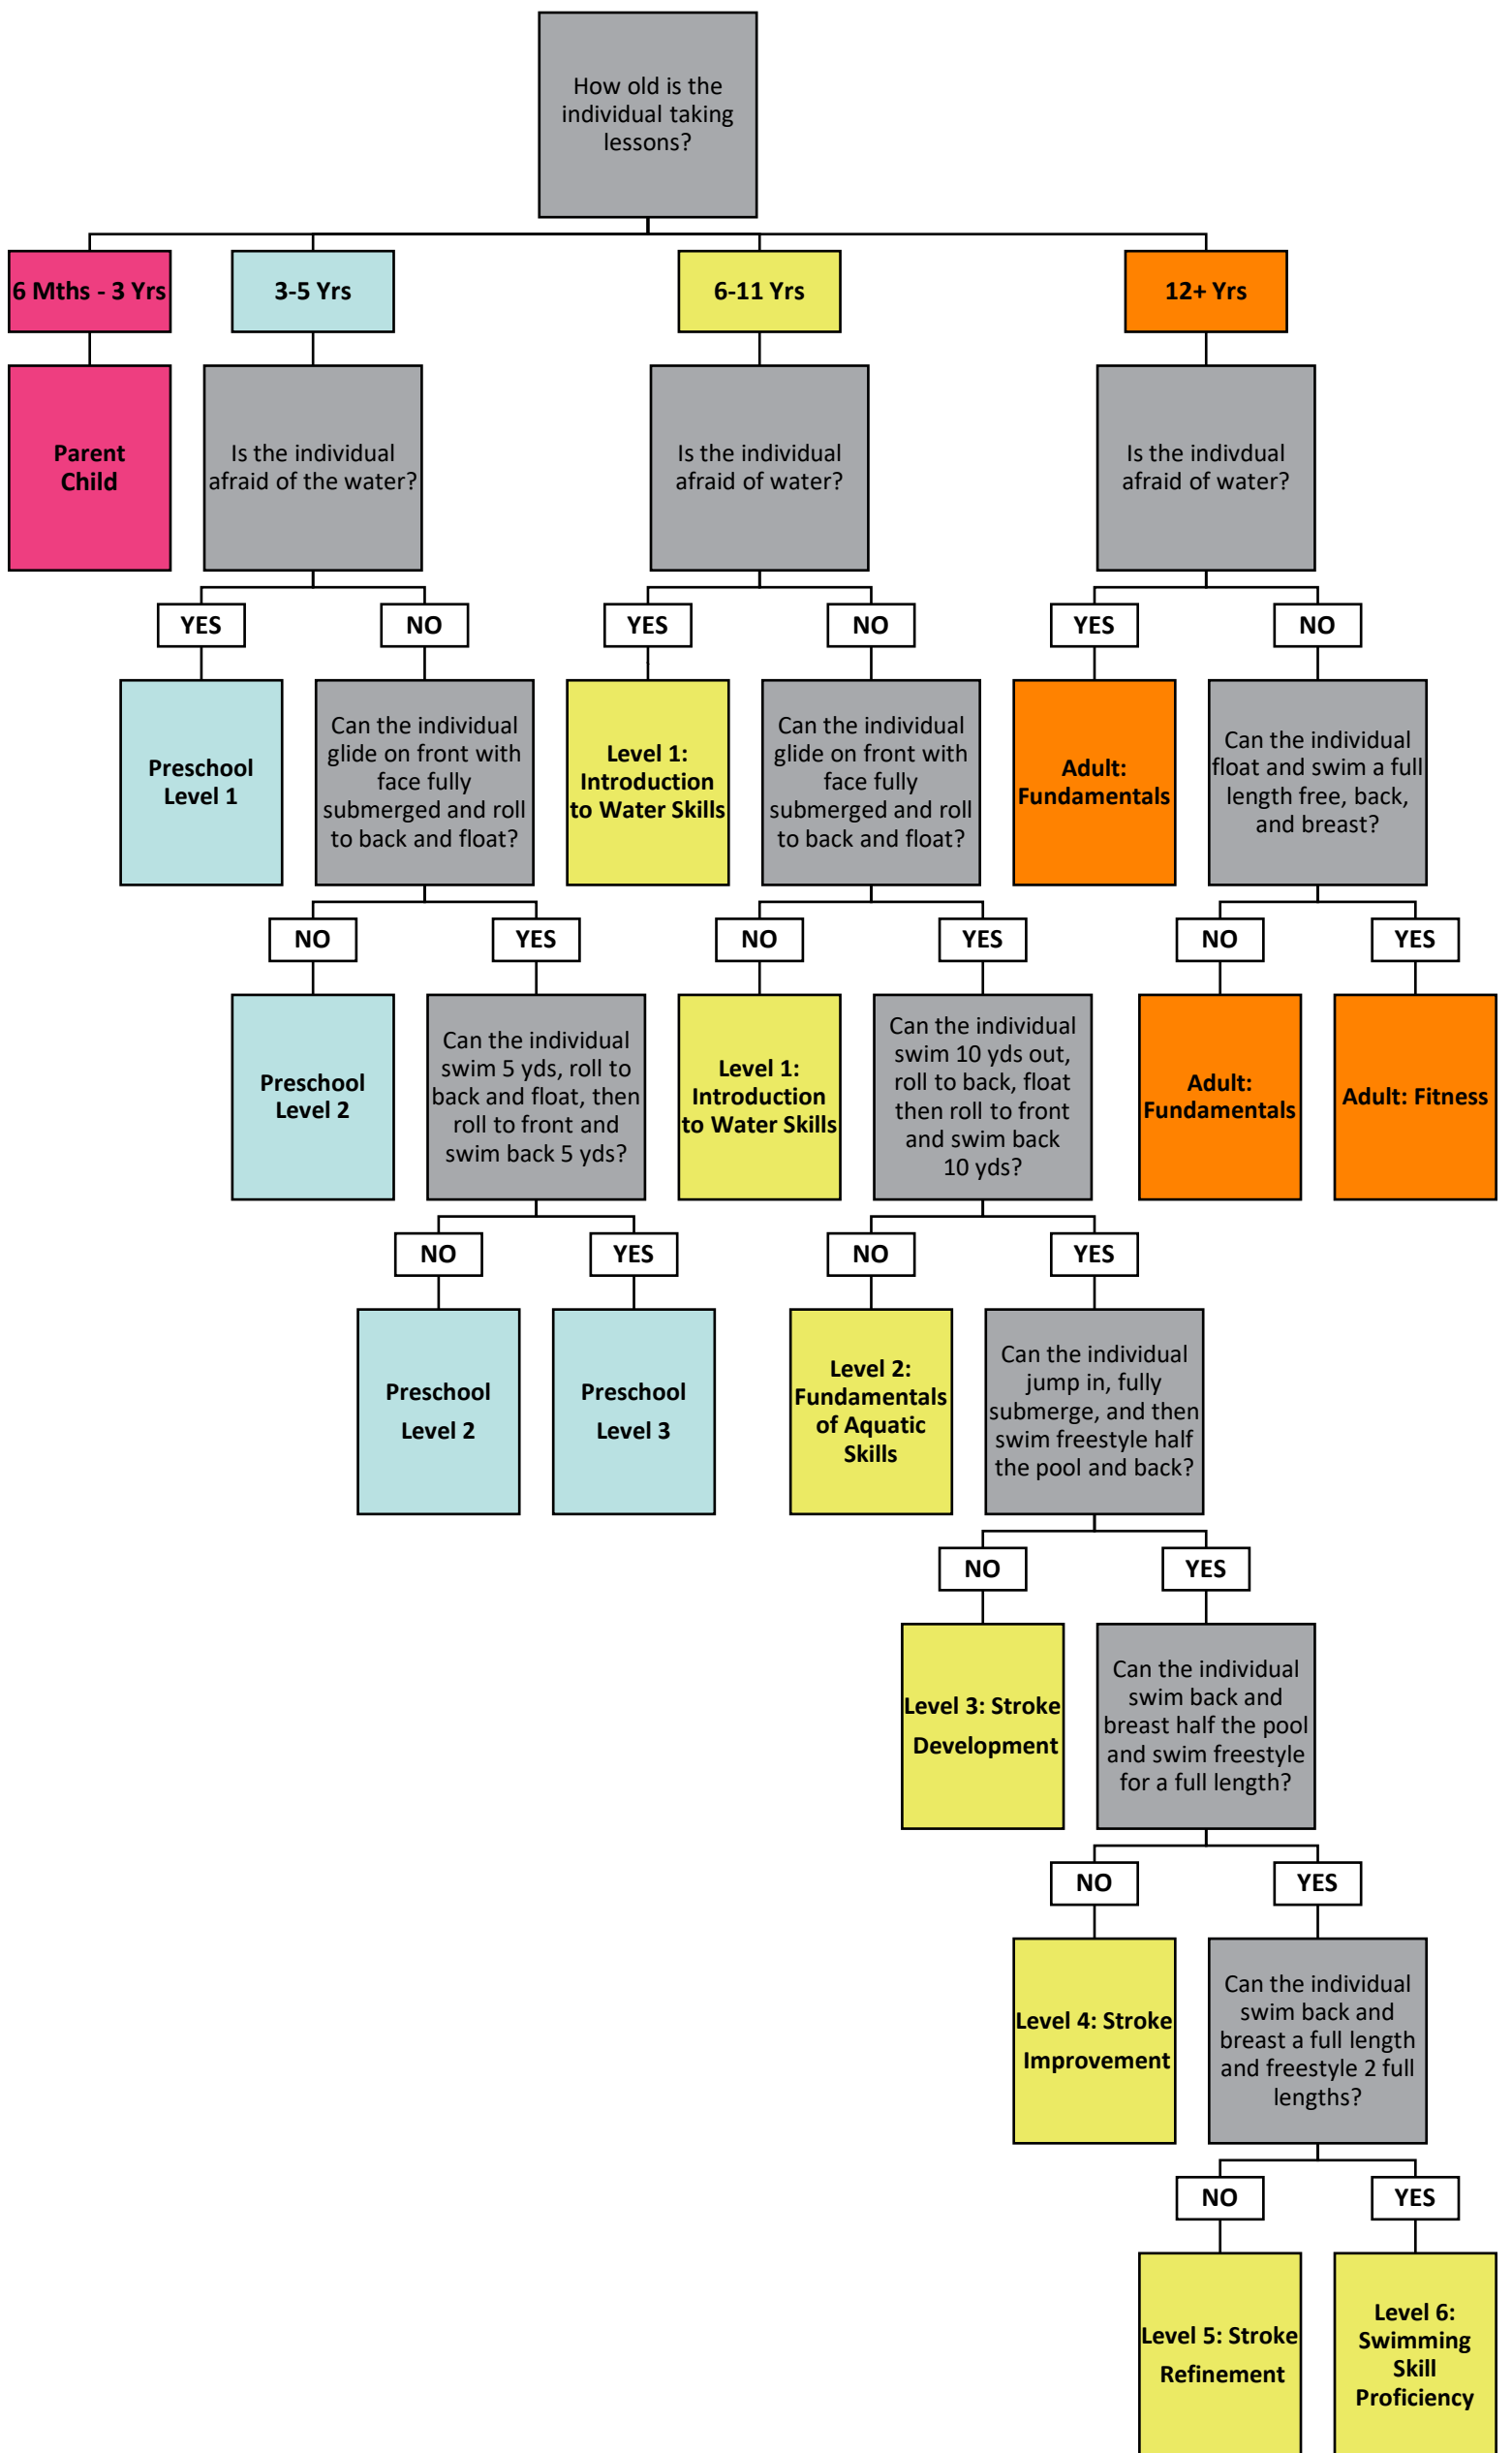 How old is the
individual taking
lessons?
6 Mths - 3 Yrs
3-5 Yrs
6-11 Yrs
12+ Yrs
Parent
Child
Is the individual
afraid of the water?
Is the individual
afraid of water?
Is the indivdual
afraid of water?
YES
NO
YES
NO
YES
NO
Preschool
Level 1
Can the individual
glide on front with
face fully
submerged and roll
to back and float?
Level 1:
Introduction
to Water Skills
Can the individual
glide on front with
face fully
submerged and roll
to back and float?
Adult:
Fundamentals
Can the individual
float and swim a full
length free, back,
and breast?
NO
YES
NO
YES
NO
YES
Preschool
Level 2
Can the individual
swim 5 yds, roll to
back and float, then
roll to front and
swim back 5 yds?
Level 1:
Introduction
to Water Skills
Can the individual
swim 10 yds out,
roll to back, float
then roll to front
and swim back
10 yds?
Adult:
Fundamentals
Adult: Fitness
NO
YES
NO
YES
Preschool
Level 2
Preschool
Level 3
Level 2:
Fundamentals
of Aquatic
Skills
Can the individual
jump in, fully
submerge, and then
swim freestyle half
the pool and back?
NO
YES
Level 3: Stroke
Development
Can the individual
swim back and
breast half the pool
and swim freestyle
for a full length?
NO
YES
Level 4: Stroke
Improvement
Can the individual
swim back and
breast a full length
and freestyle 2 full
lengths?
NO
YES
Level 5: Stroke
Refinement
Level 6:
Swimming
Skill
Proficiency